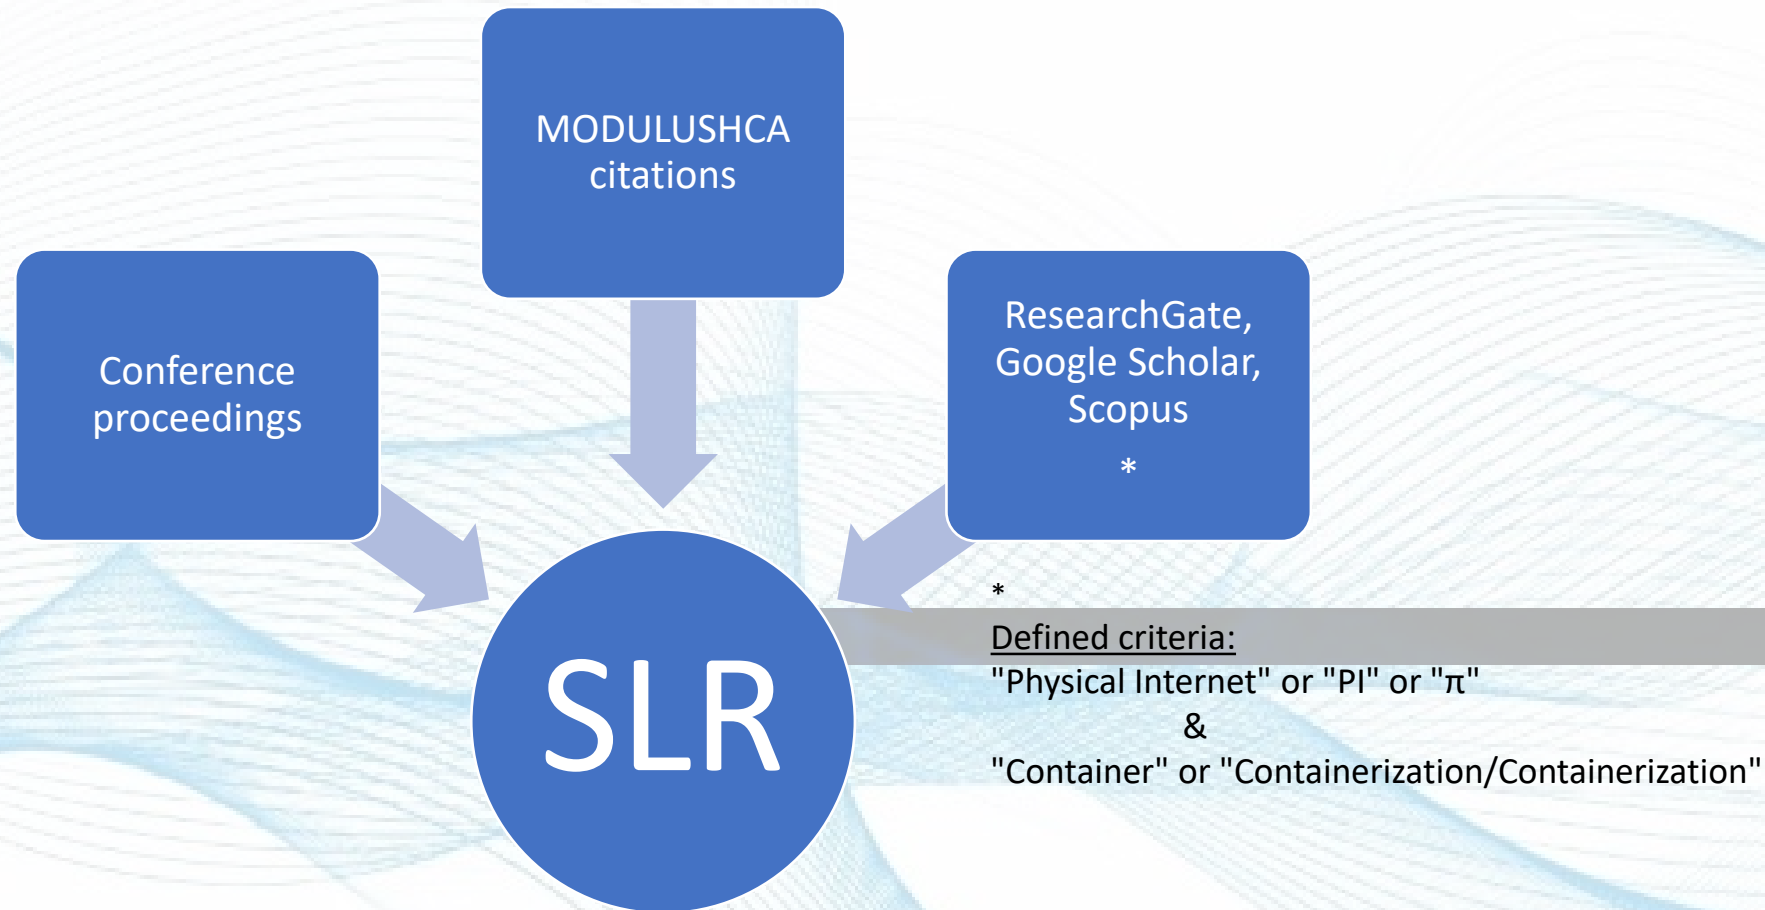 MODULUSHCA
citations
Conference
proceedings
ResearchGate,
Google Scholar,
Scopus
*
SLR
*
Defined criteria:
"Physical Internet" or "PI" or "π"
&
"Container" or "Containerization/Containerization"